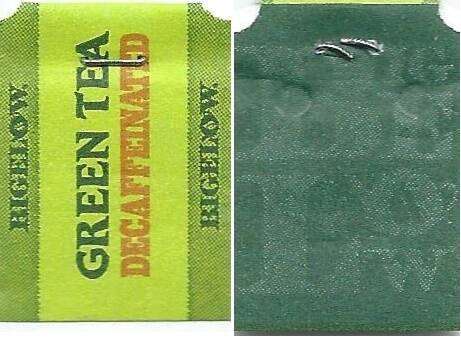 BIGELOW
GREEN TEA
DECAFFEINATED
BIGELOW